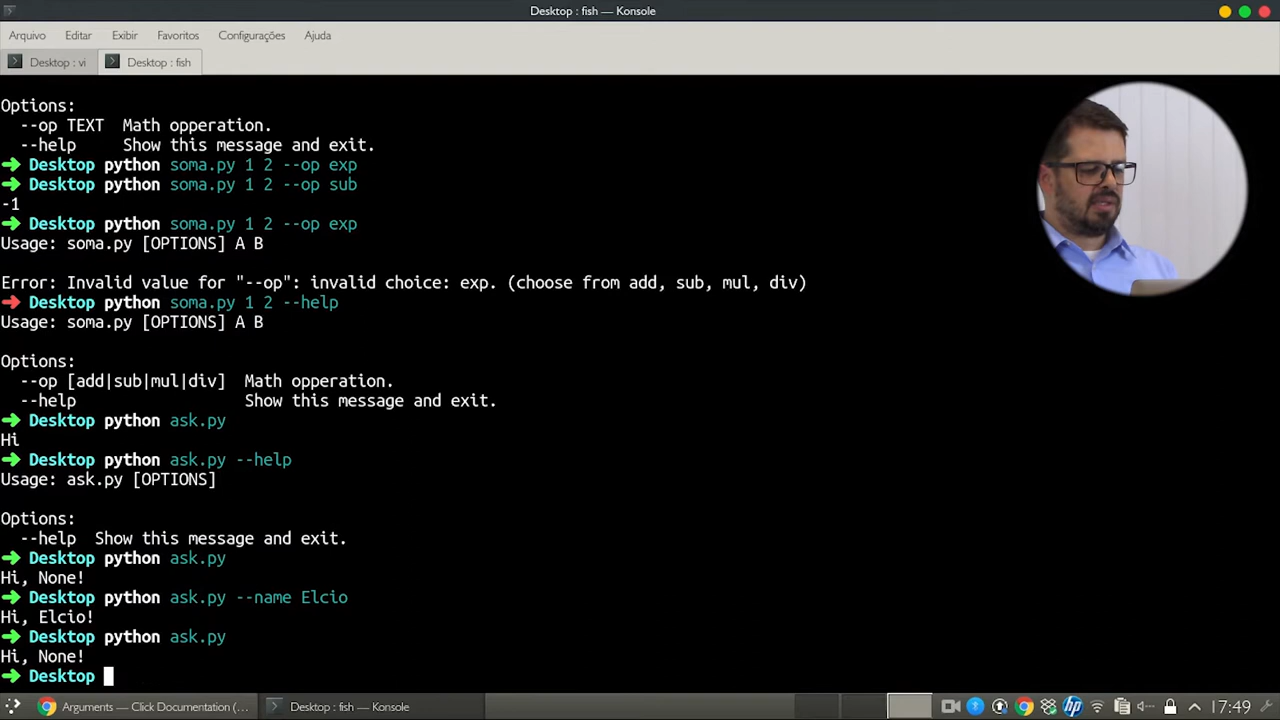 Desktop : fish — Konsole
Arquivo Editar Exibir Favoritos Configurações Ajuda
Desktop : vi Desktop : fish
Options:
--op TEXT Math opperation.
--help Show this message and exit.
➜ Desktop python soma.py 1 2 --op exp
➜ Desktop python soma.py 1 2 --op sub
-1
➜ Desktop python soma.py 1 2 --op exp
Usage: soma.py [OPTIONS] A B
Error: Invalid value for "--op": invalid choice: exp. (choose from add, sub, mul, div)
➜ Desktop python soma.py 1 2 --help
Usage: soma.py [OPTIONS] A B
Options:
--op [add|sub|mul|div] Math opperation.
--help Show this message and exit.
➜ Desktop python ask.py
Hi
➜ Desktop python ask.py --help
Usage: ask.py [OPTIONS]
Options:
--help Show this message and exit.
➜ Desktop python ask.py
Hi, None!
➜ Desktop python ask.py --name Elcio
Hi, Elcio!
➜ Desktop python ask.py
Hi, None!
➜ Desktop
Arguments — Click Documentation (... Desktop : fish — Konsole 17:49